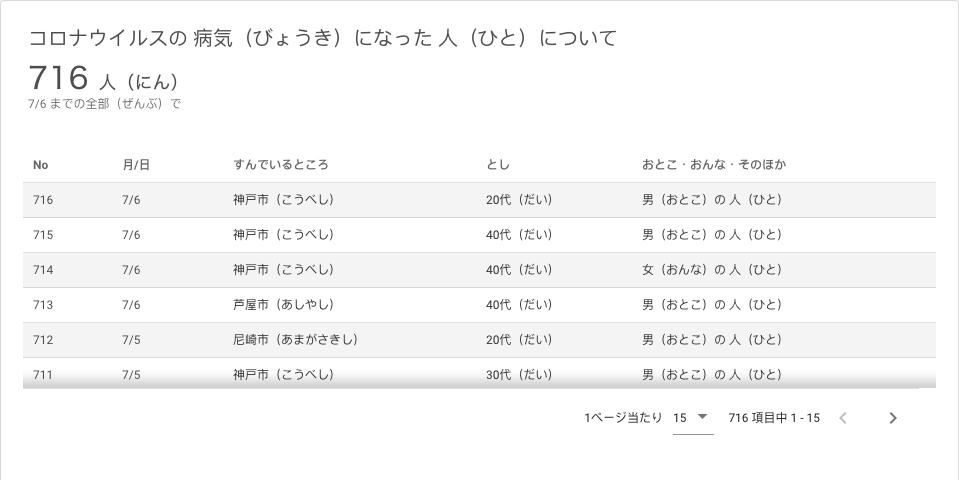 コロナウイルスの 病気（びょうき）になった 人（ひと）について
716 人（にん）
7/6 までの全部（ぜんぶ）で
No 月/日 すんでいるところ とし おとこ・おんな・そのほか
716 7/6 神戸市（こうべし） 20代（だい） 男（おとこ）の 人（ひと）
715 7/6 神戸市（こうべし） 40代（だい） 男（おとこ）の 人（ひと）
714 7/6 神戸市（こうべし） 40代（だい） 女（おんな）の 人（ひと）
713 7/6 芦屋市（あしやし） 40代（だい） 男（おとこ）の 人（ひと）
712 7/5 尼崎市（あまがさきし） 20代（だい） 男（おとこ）の 人（ひと）
711 7/5 神戸市（こうべし） 30代（だい） 男（おとこ）の 人（ひと）
1ページ当たり 15 716 項目中 1 - 15